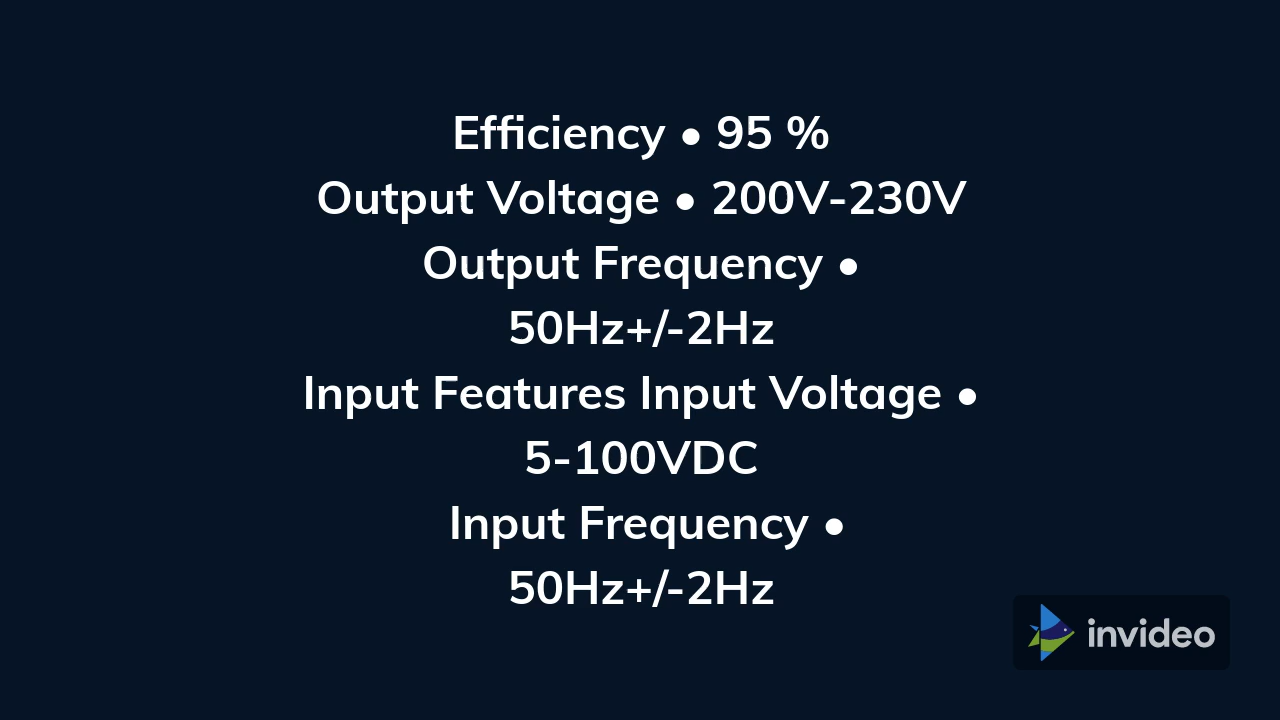 Efficiency • 95 %
Output Voltage • 200V-230V
Output Frequency •
50Hz+/-2Hz
Input Features Input Voltage •
5-100VDC
Input Frequency •
50Hz+/-2Hz
invideo